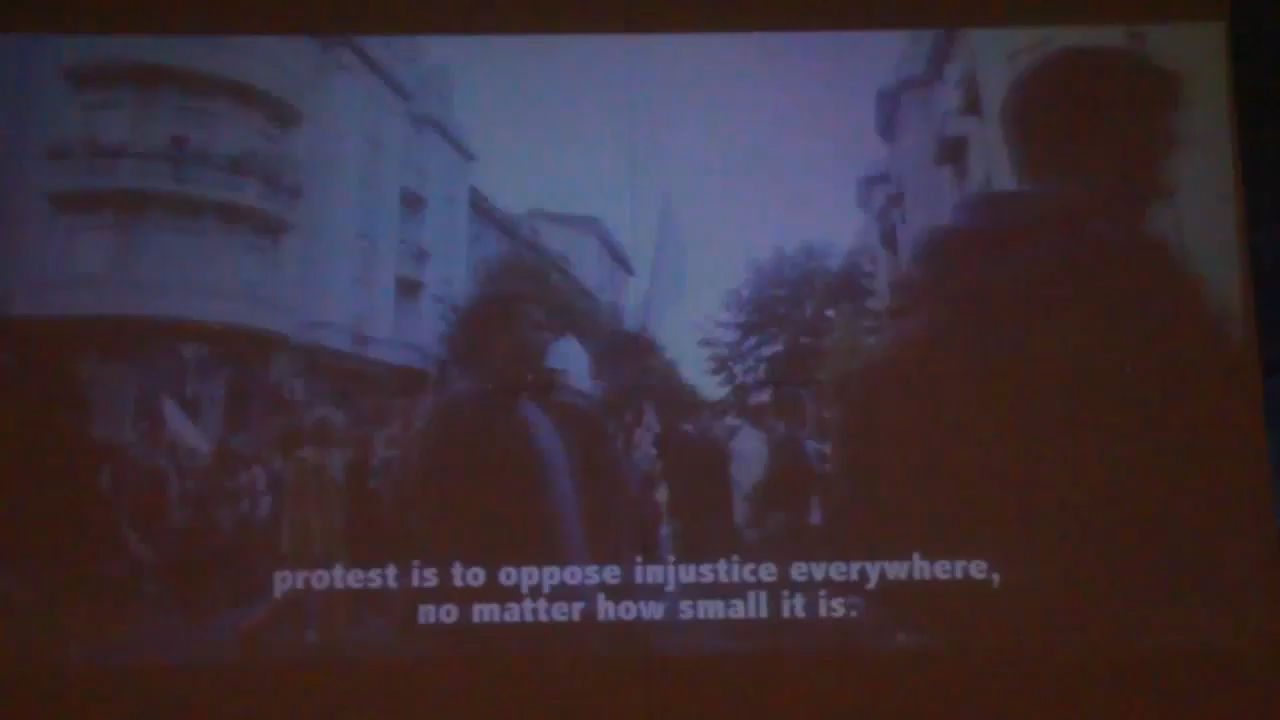 protest is to oppose injustice everywhere,
no matter how small it is.